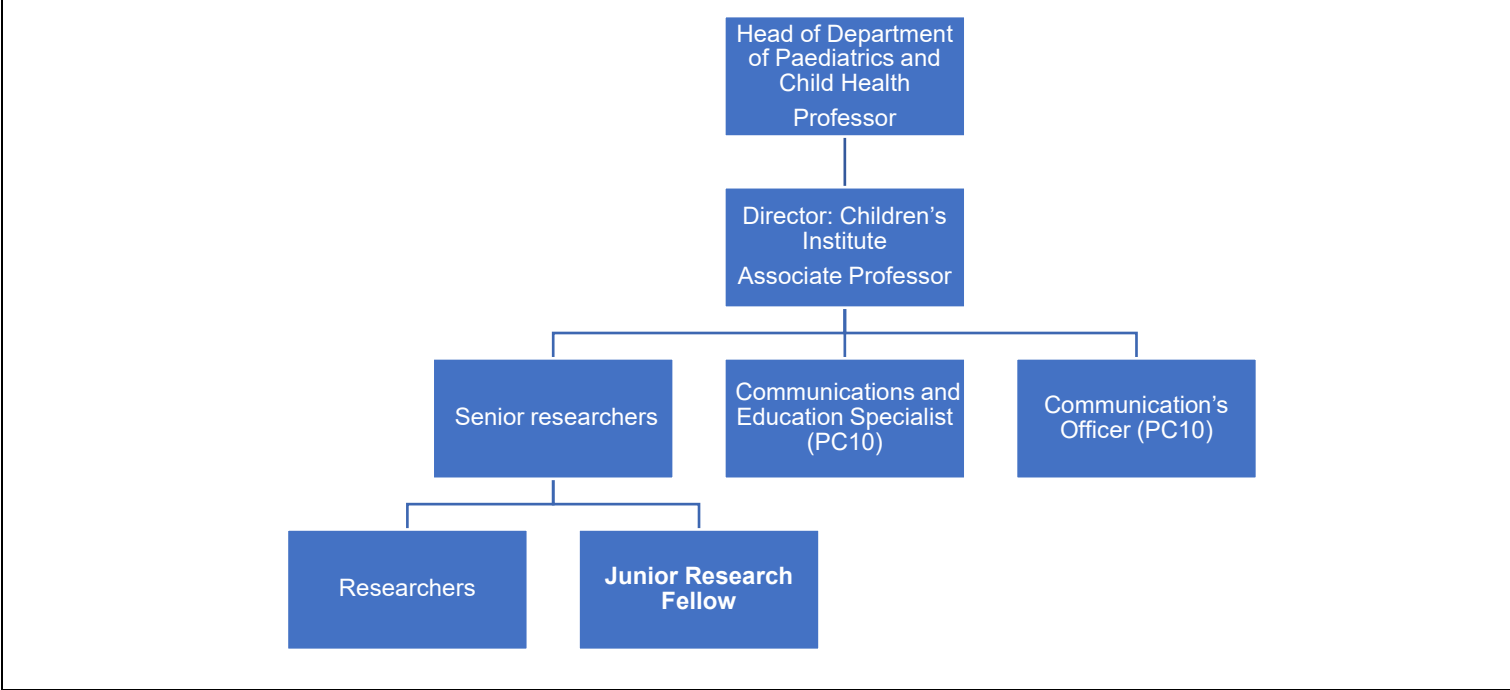 Head of Department
of Paediatrics and
Child Health
Professor
Director: Children’s
Institute
Associate Professor
Senior researchers
Communications and
Education Specialist
(PC10)
Communication’s
Officer (PC10)
Researchers
Junior Research
Fellow